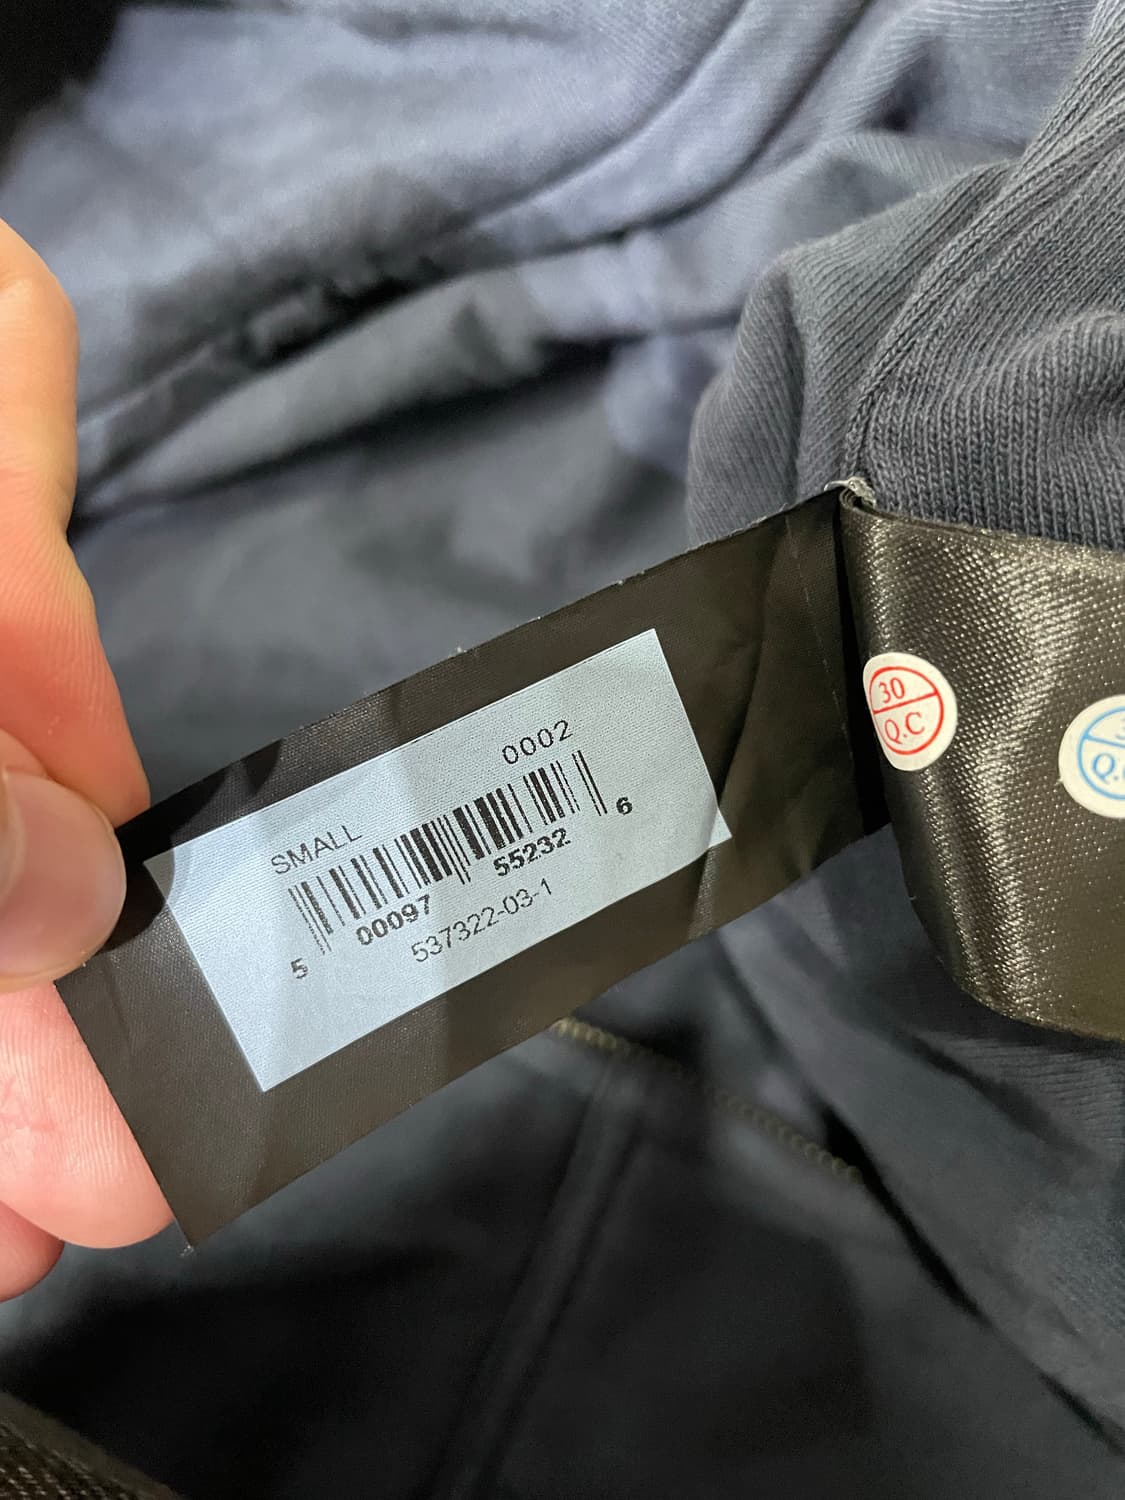 SMALL 0002
5 00097 55232 6
537322-03-1
30
Q.C
Q.